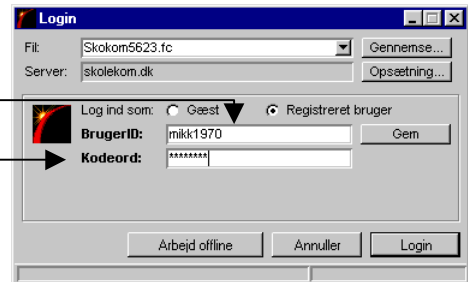 Login
Fil: Skokom5623.fc Gennemse...
Server: skolekom.dk Opsætning...
Log ind som: Gæst Registreret bruger
BrugerID: mikk1970 Gem
Kodeord: ********
Arbejd offline Annuller Login